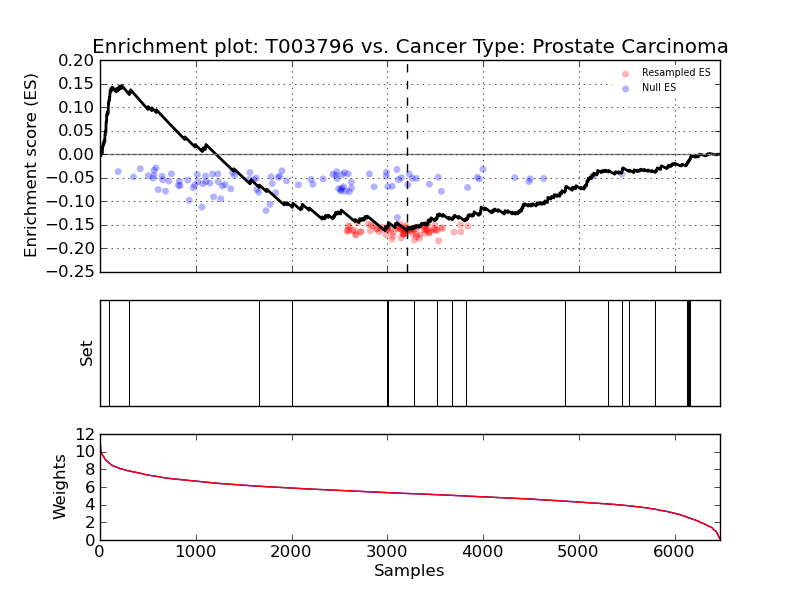 Enrichment plot: T003796 vs. Cancer Type: Prostate Carcinoma
Enrichment score (ES)
0.20
0.15
0.10
0.05
0.00
−0.05
−0.10
−0.15
−0.20
−0.25
Resampled ES
Null ES
Set
Weights
12
10
8
6
4
2
0
0 1000 2000 3000 4000 5000 6000
Samples